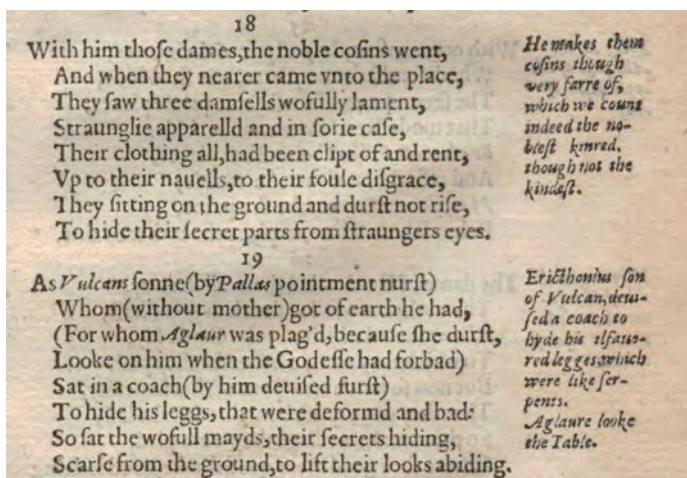 18
With him thoſe dames,the noble coſins went,
And when they nearer came vnto the place,
They ſaw three damſells wofully lament,
Straunglie apparelld and in ſorie caſe,
Their clothing all,had been clipt of and rent,
Vp to their nauells,to their foule diſgrace,
They ſitting on the ground and durſt not riſe,
To hide their ſecret parts from ſtraungers eyes.
He makes them
coſins though
very farre of,
which we count
indeed the no-
bleſt kinred,
though not the
kindeſt.
19
As Vulcans ſonne(by Pallas pointment nurſt)
Whom(without mother)got of earth he had,
(For whom Aglaur was plag'd,becauſe ſhe durſt,
Looke on him when the Godeſſe had forbad)
Sat in a coach(by him deuiſed furſt)
To hide his leggs,that were deformd and bad:
So ſat the wofull mayds,their ſecrets hiding,
Scarſe from the ground,to lift their looks abiding.
Ericthonius ſon
of Vulcan,deui-
ſed a coach to
hyde his ilfauo-
red legges,which
were like ſer-
pents.
Aglaure looke
the Table.